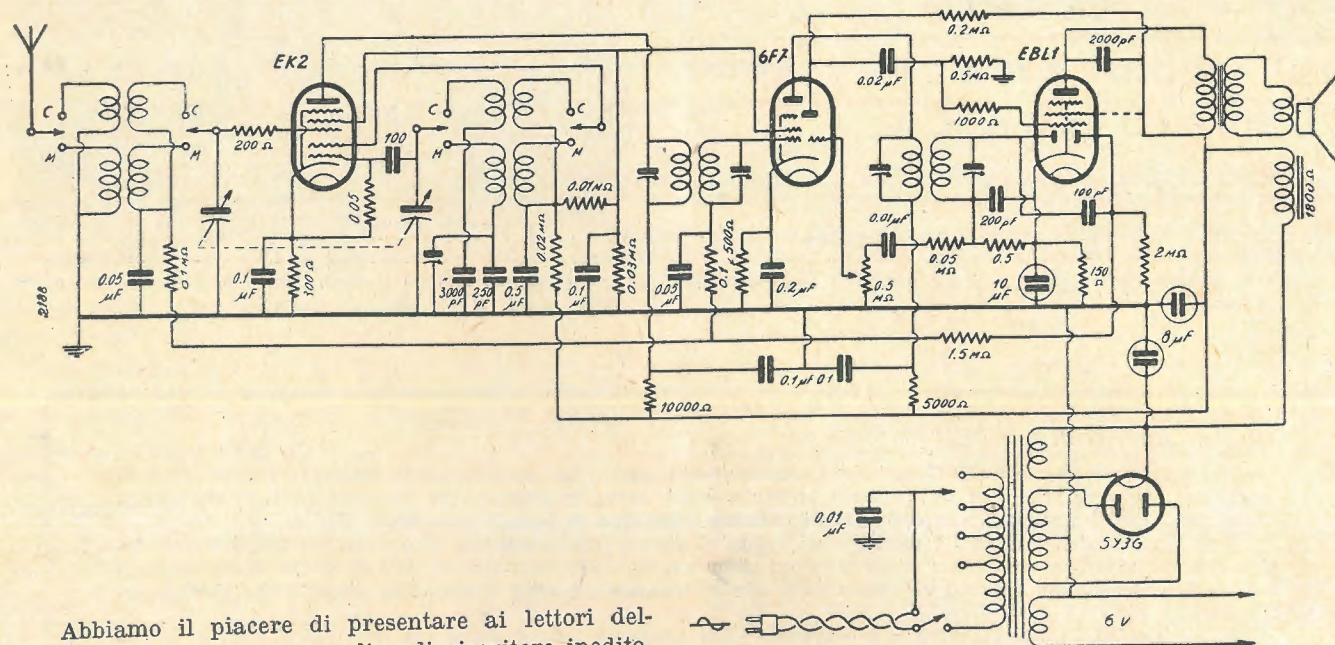 EK2
6F7
EBL1
C
C
M
M
200 Ω
100
C
C
M
M
0.05
0.2 MΩ
0.02 µF
0.5 MΩ
1000 Ω
2000 pF
1800 Ω
2188
0.05 µF
0.1 MΩ
0.1 µF
300 Ω
3000 pF
250 pF
0.5 µF
0.02 MΩ
0.01 MΩ
0.1 µF
0.03 MΩ
0.05 µF
0.1
500 Ω
0.2 µF
0.01 µF
0.5 MΩ
0.05 MΩ
0.5
200 pF
100 pF
10 µF
150 Ω
2 MΩ
8 µF
1.5 MΩ
0.1 µF
0.1
10000 Ω
5000 Ω
0.01 µF
5Y3G
6 V
Abbiamo il piacere di presentare ai lettori del-